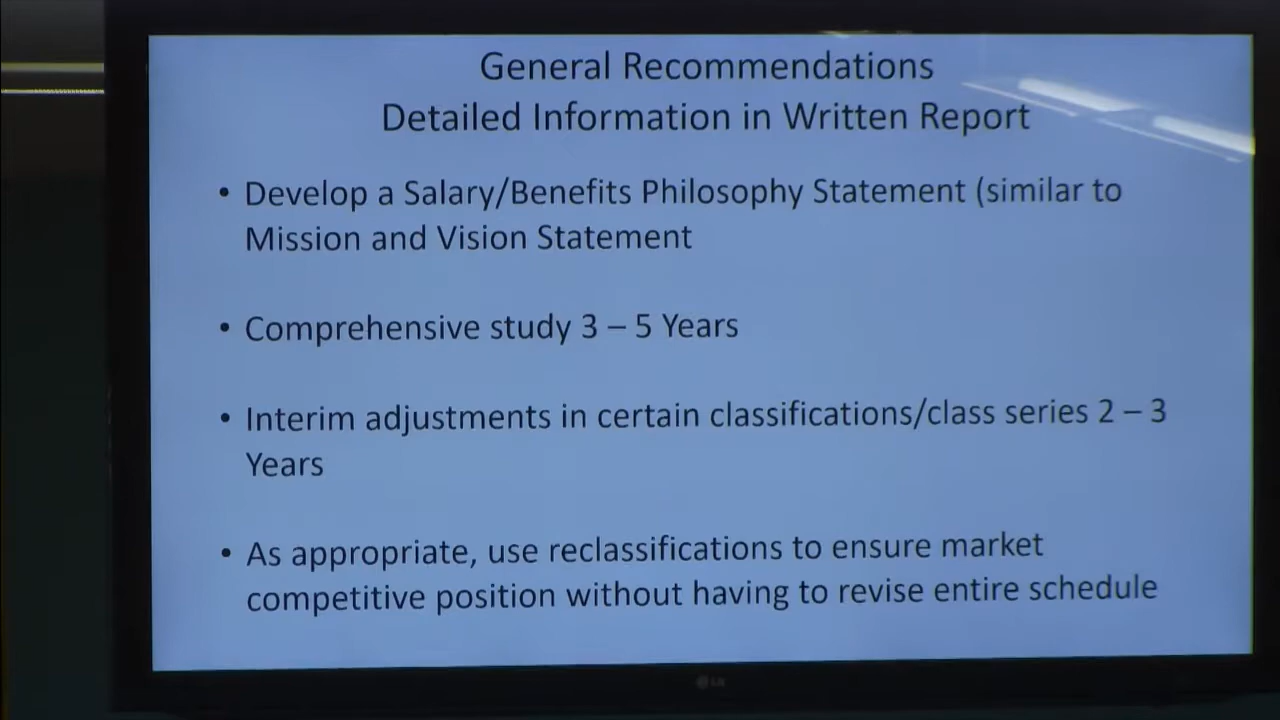 General Recommendations
Detailed Information in Written Report
• Develop a Salary/Benefits Philosophy Statement (similar to
Mission and Vision Statement
• Comprehensive study 3 – 5 Years
• Interim adjustments in certain classifications/class series 2 – 3
Years
• As appropriate, use reclassifications to ensure market
competitive position without having to revise entire schedule
LG